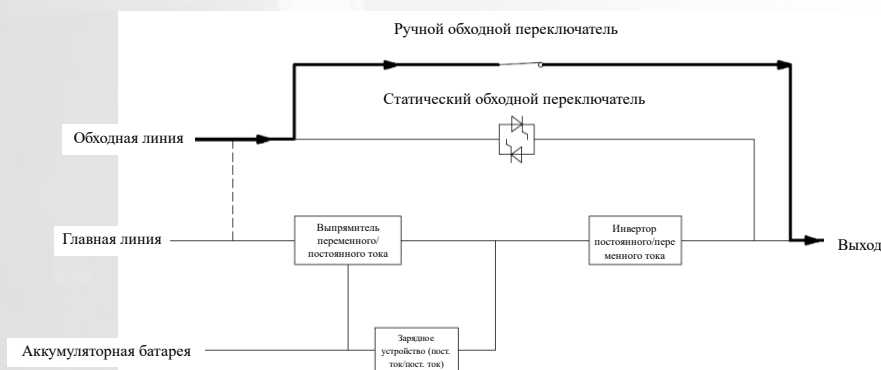 Ручной обходной переключатель
Статический обходной переключатель
Обходная линия
Главная линия
Выпрямитель
переменного/
постоянного тока
Инвертор
постоянного/пере
менного тока
Выход
Аккумуляторная батарея
Зарядное
устройство (пост.
ток/пост. ток)